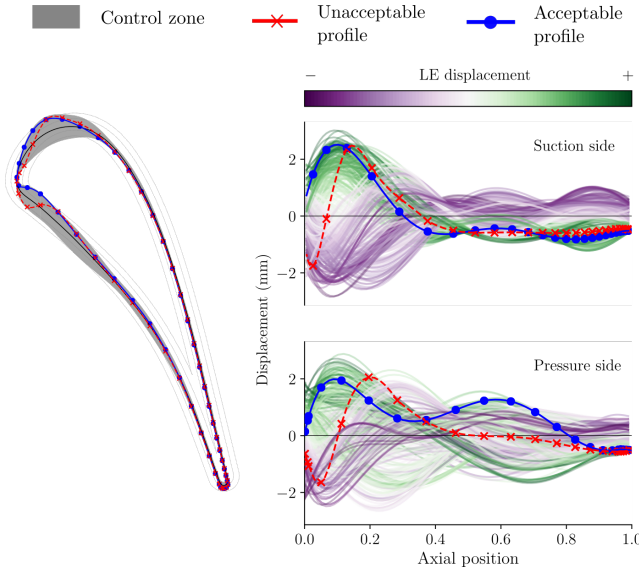 Control zone
Unacceptable
profile
Acceptable
profile
− LE displacement +
Suction side
2
0
−2
Displacement (mm)
Pressure side
2
0
−2
0.0 0.2 0.4 0.6 0.8 1.0
Axial position